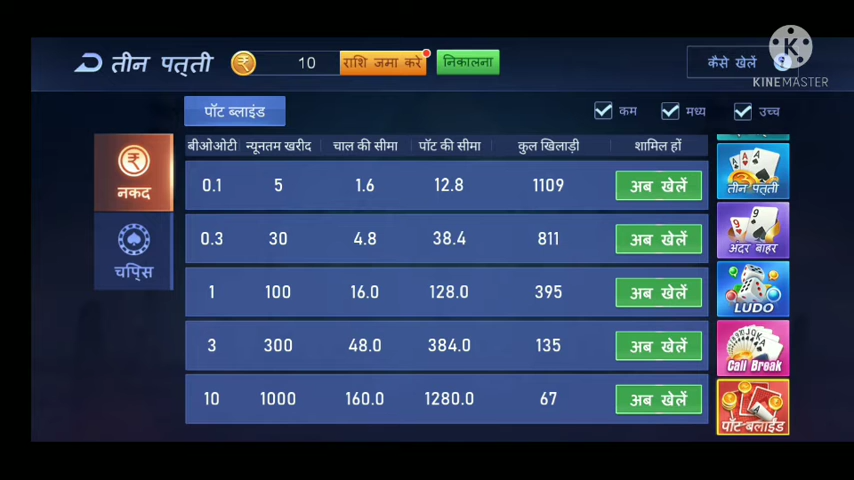 तीन पत्ती
10
राशि जमा करे
निकालना
कैसे खेलें
K
KINEMASTER
पॉट ब्लाइंड
कम
मध्य
उच्च
नकद
चिप्स
बीओओटी न्यूनतम खरीद चाल की सीमा पॉट की सीमा कुल खिलाड़ी शामिल हों
0.1 5 1.6 12.8 1109 अब खेलें
0.3 30 4.8 38.4 811 अब खेलें
1 100 16.0 128.0 395 अब खेलें
3 300 48.0 384.0 135 अब खेलें
10 1000 160.0 1280.0 67 अब खेलें
तीन पत्ती
अंदर बाहर
LUDO
Call Break
पॉट ब्लाईंड